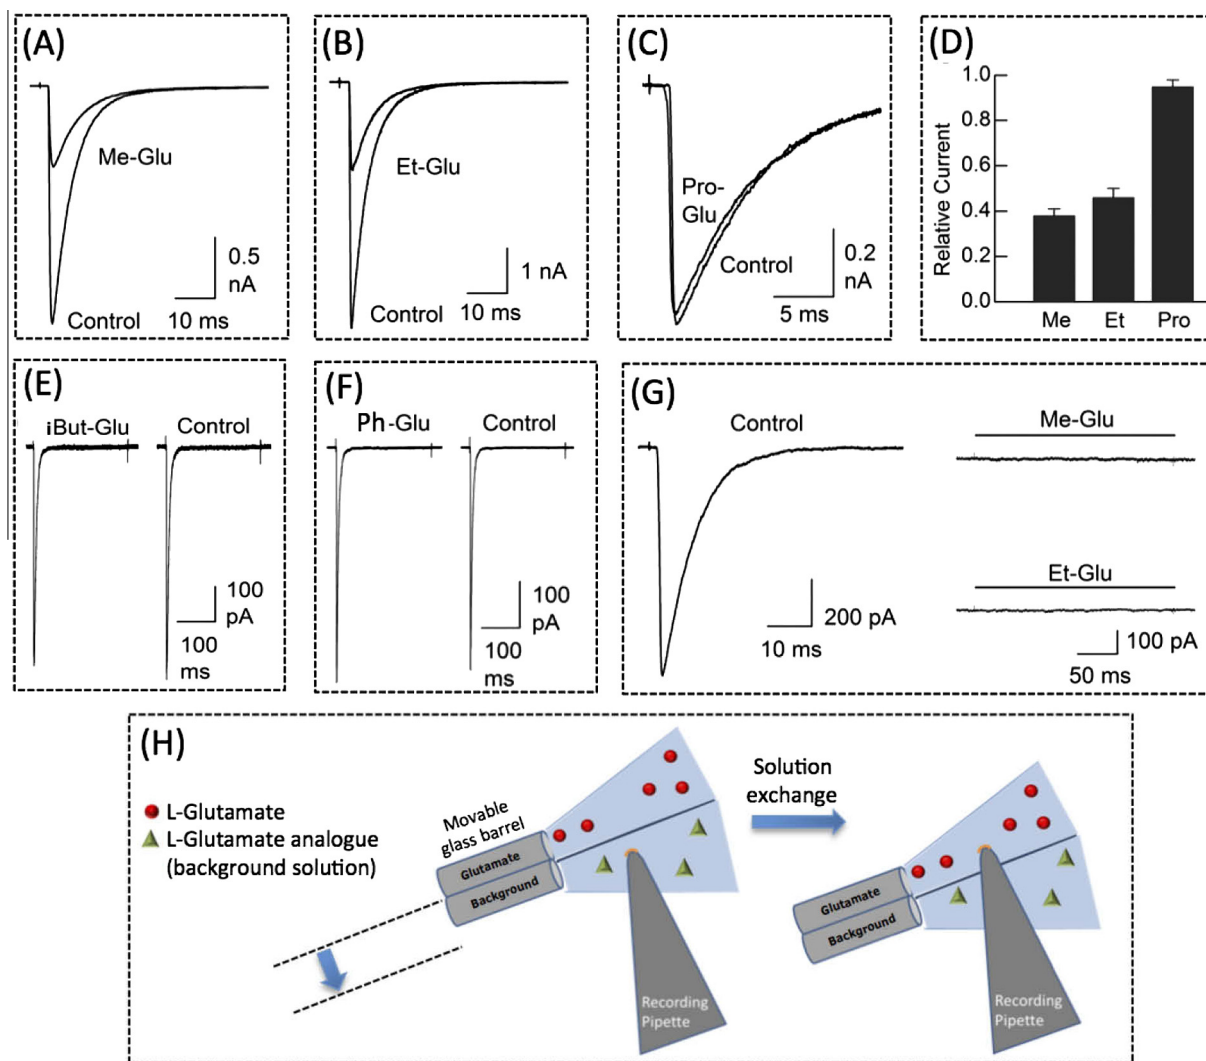 (A)
Me-Glu
0.5
nA
Control
10 ms
(B)
Et-Glu
1 nA
Control
10 ms
(C)
Pro-
Glu
Control
0.2
nA
5 ms
(D)
Relative Current
1.0
0.8
0.6
0.4
0.2
0.0
Me Et Pro
(E)
iBut-Glu Control
100
pA
100
ms
(F)
Ph-Glu Control
100
pA
100
ms
(G)
Control
200 pA
10 ms
Me-Glu
Et-Glu
100 pA
50 ms
(H)
L-Glutamate
L-Glutamate analogue
(background solution)
Movable
glass barrel
Glutamate
Background
Recording
Pipette
Solution
exchange
Glutamate
Background
Recording
Pipette